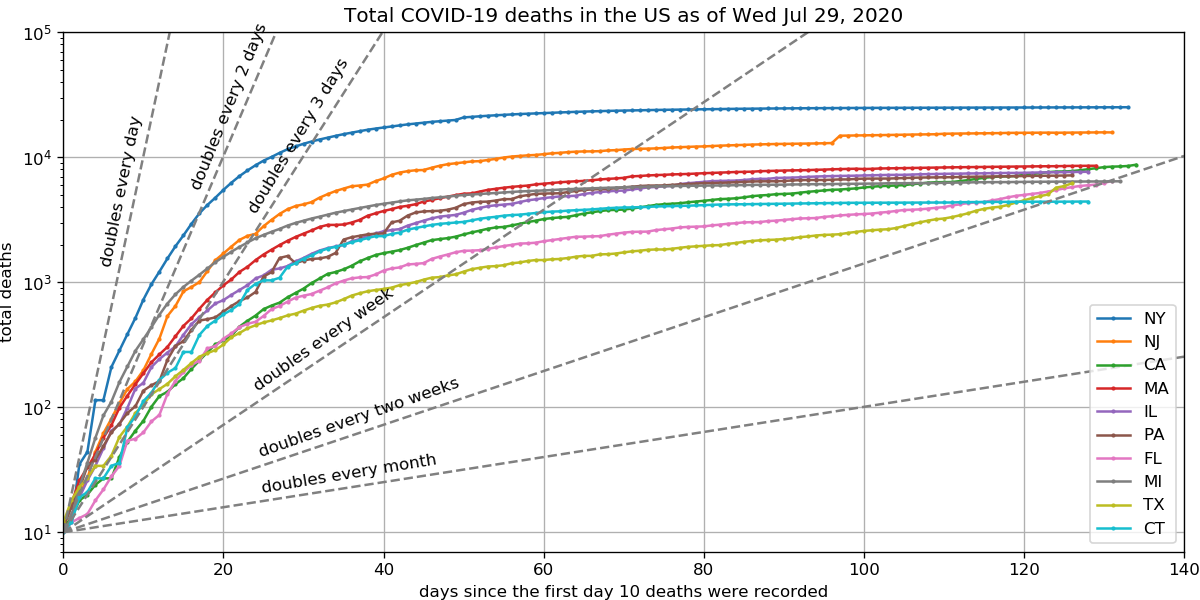 Total COVID-19 deaths in the US as of Wed Jul 29, 2020
total deaths
10^5
10^4
10^3
10^2
10^1
doubles every day
doubles every 2 days
doubles every 3 days
doubles every week
doubles every two weeks
doubles every month
NY
NJ
CA
MA
IL
PA
FL
MI
TX
CT
0 20 40 60 80 100 120 140
days since the first day 10 deaths were recorded